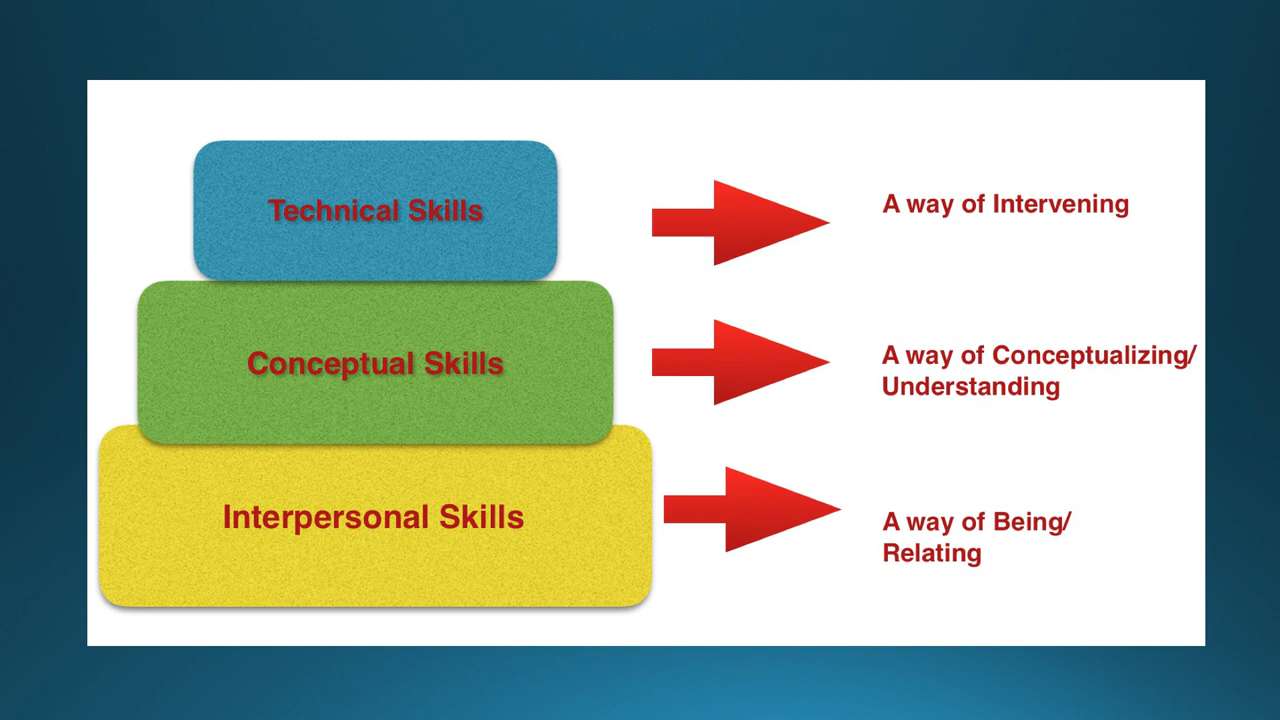 Technical Skills
A way of Intervening
Conceptual Skills
A way of Conceptualizing/
Understanding
Interpersonal Skills
A way of Being/
Relating